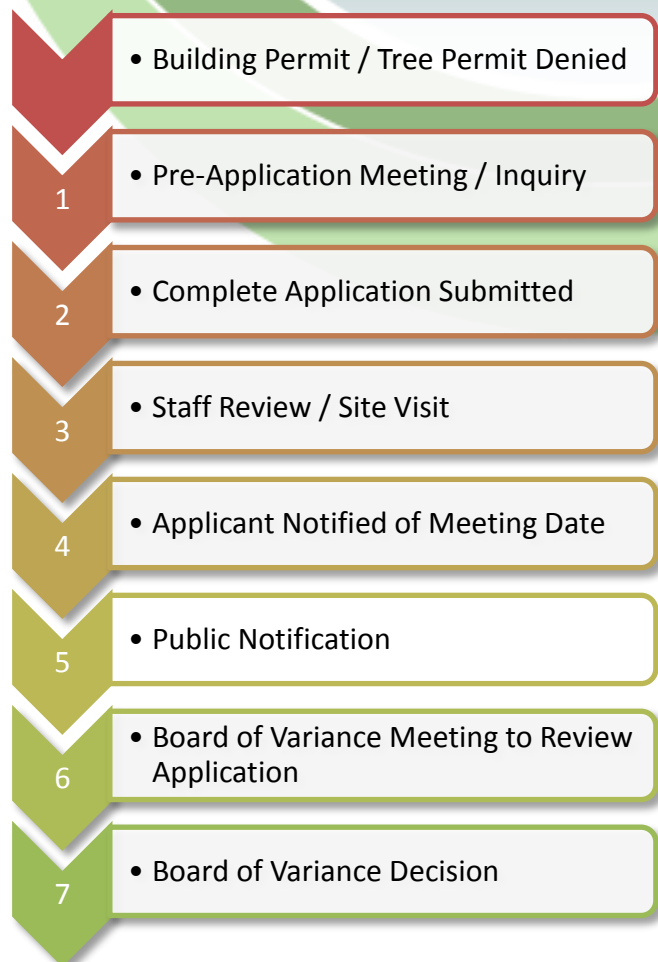 • Building Permit / Tree Permit Denied
1
• Pre-Application Meeting / Inquiry
2
• Complete Application Submitted
3
• Staff Review / Site Visit
4
• Applicant Notified of Meeting Date
5
• Public Notification
6
• Board of Variance Meeting to Review
Application
7
• Board of Variance Decision